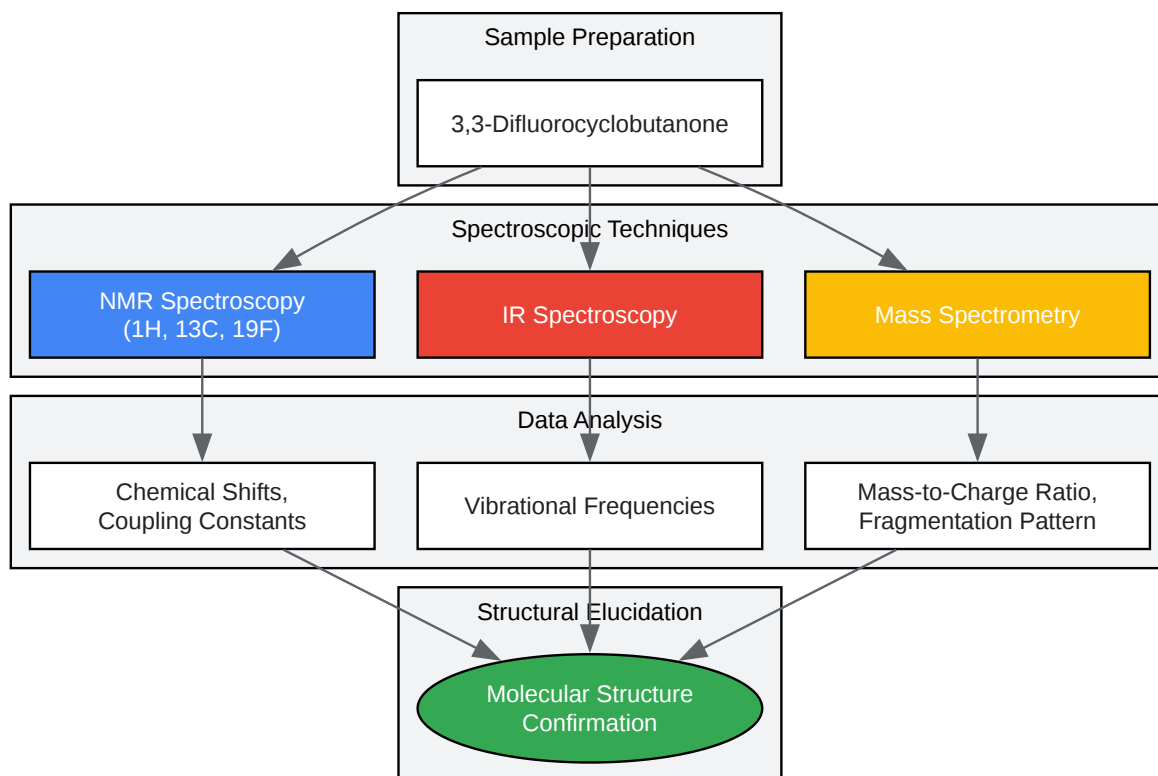 Sample Preparation
3,3-Difluorocyclobutanone
Spectroscopic Techniques
NMR Spectroscopy
(1H, 13C, 19F)
IR Spectroscopy
Mass Spectrometry
Data Analysis
Chemical Shifts,
Coupling Constants
Vibrational Frequencies
Mass-to-Charge Ratio,
Fragmentation Pattern
Structural Elucidation
Molecular Structure
Confirmation